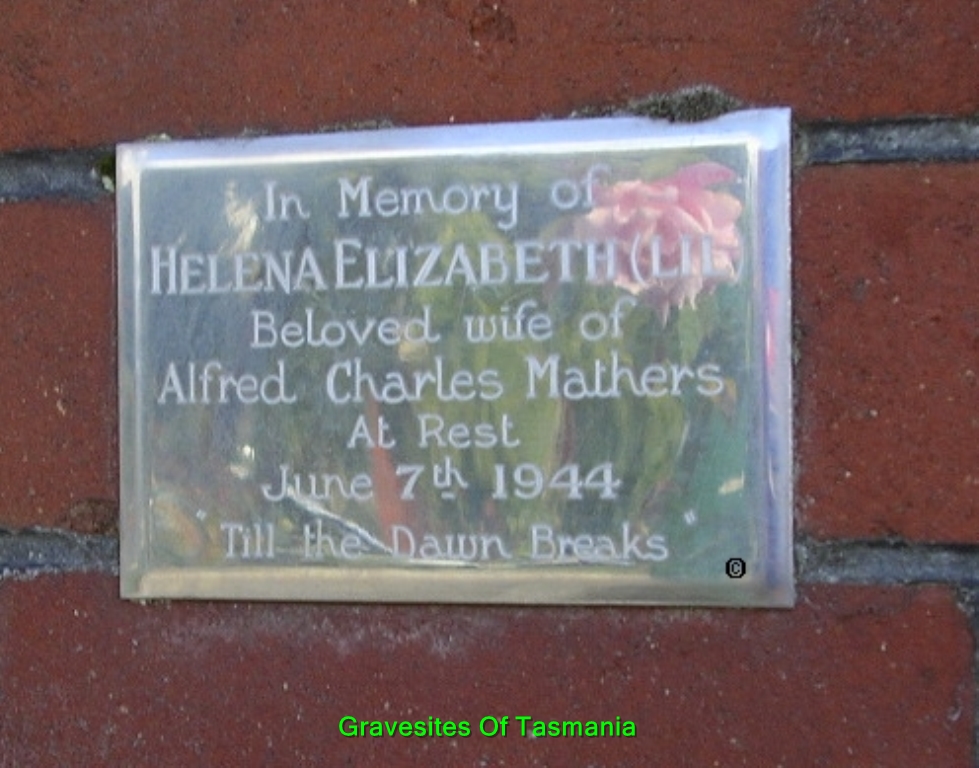 In Memory of
HELENA ELIZABETH (LIL)
Beloved wife of
Alfred Charles Mathers
At Rest
June 7th 1944
"Till the Dawn Breaks"
©
Gravesites Of Tasmania